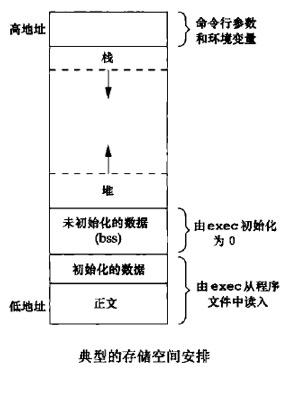 高地址
命令行参数
和环境变量
栈
堆
未初始化的数据
(bss)
由exec初始化
为0
初始化的数据
由exec从程序
文件中读入
正文
低地址
典型的存储空间安排